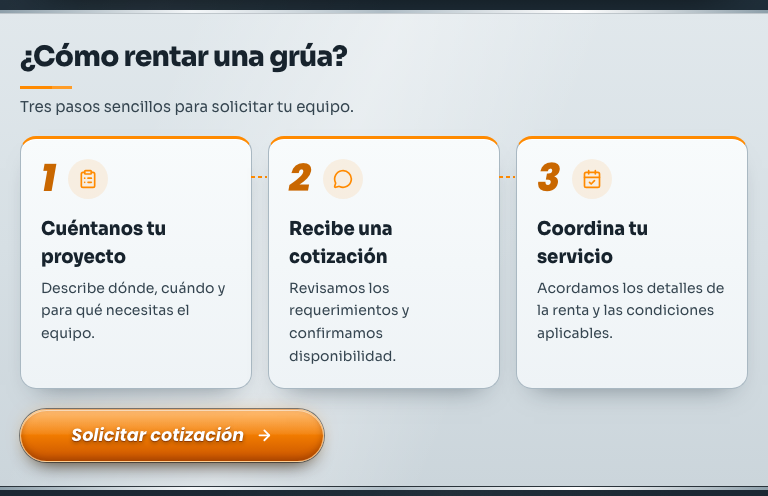 ¿Cómo rentar una grúa?
Tres pasos sencillos para solicitar tu equipo.
1
Cuéntanos tu
proyecto
Describe dónde, cuándo y
para qué necesitas el
equipo.
2
Recibe una
cotización
Revisamos los
requerimientos y
confirmamos
disponibilidad.
3
Coordina tu
servicio
Acordamos los detalles de
la renta y las condiciones
aplicables.
Solicitar cotización